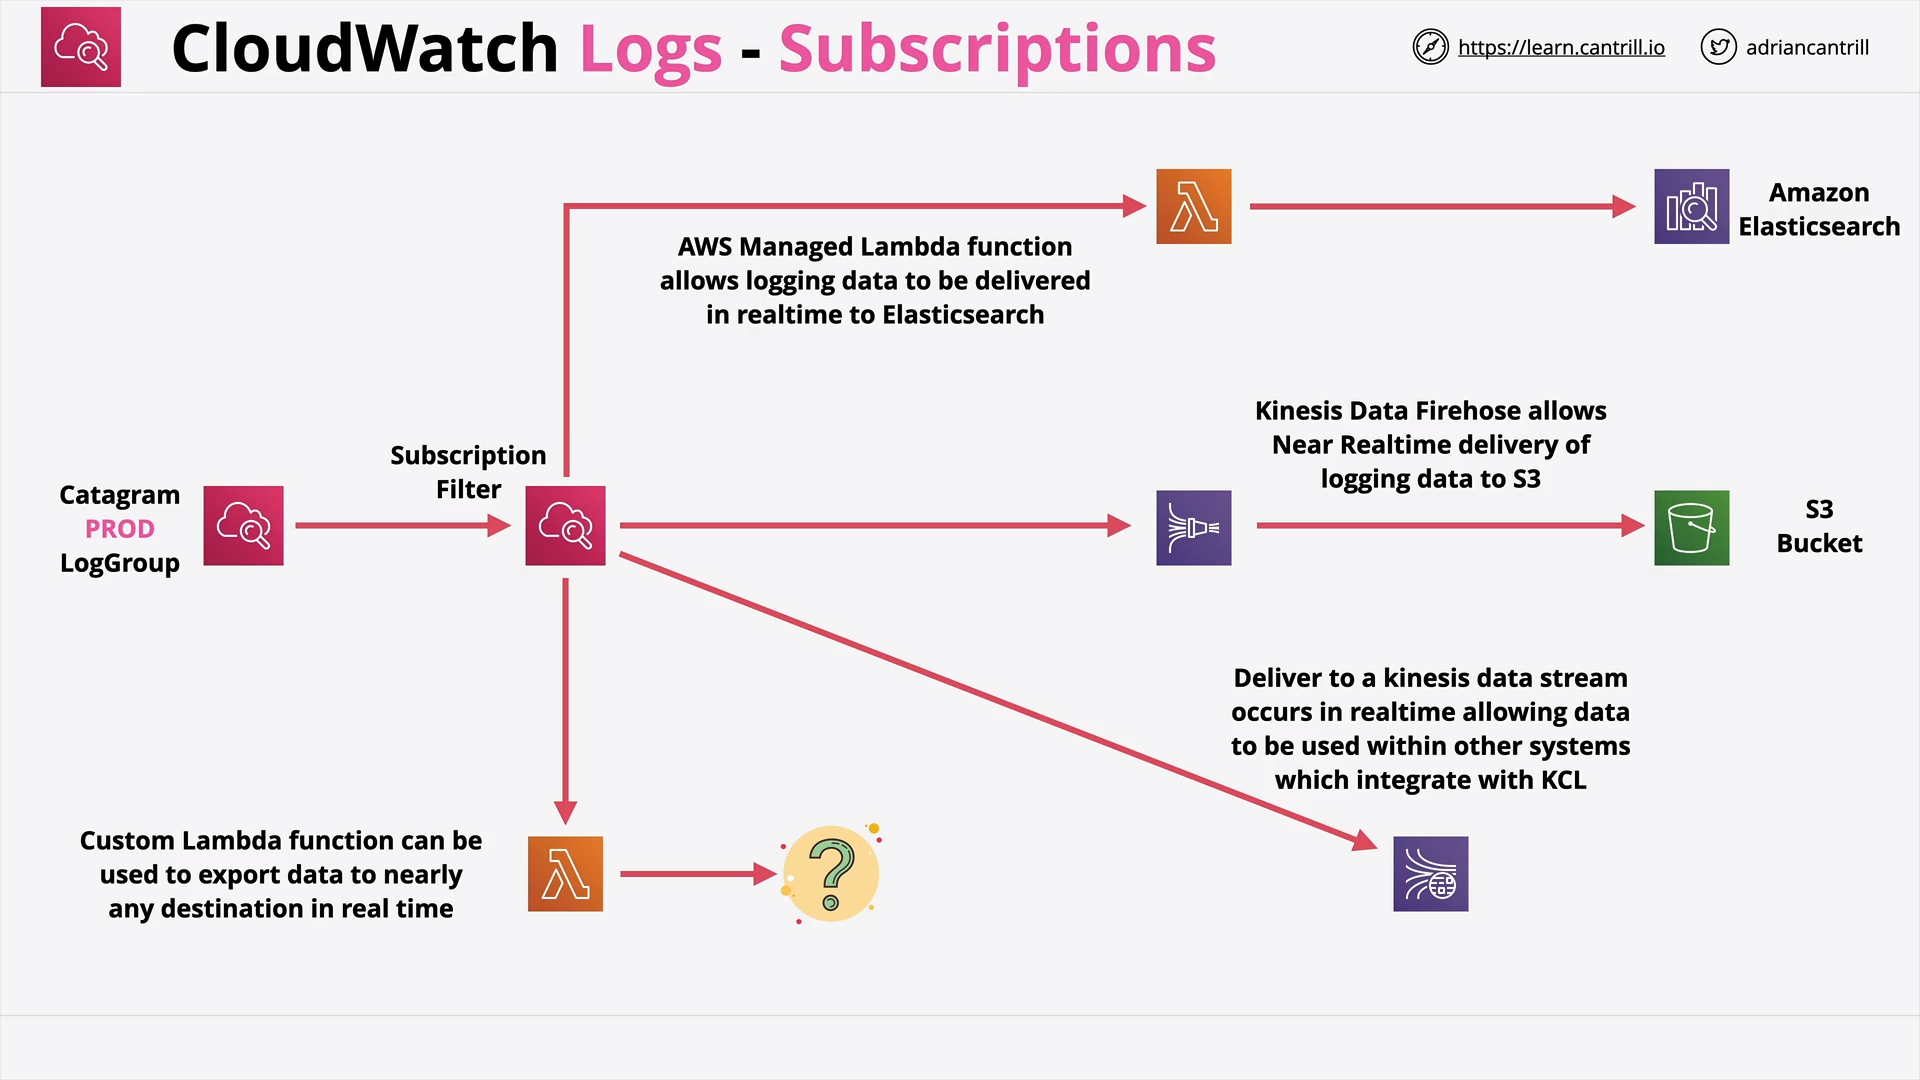 CloudWatch Logs - Subscriptions
https://learn.cantrill.io
adriancantrill
Amazon
Elasticsearch
AWS Managed Lambda function
allows logging data to be delivered
in realtime to Elasticsearch
Kinesis Data Firehose allows
Near Realtime delivery of
logging data to S3
Subscription
Filter
Catagram
PROD
LogGroup
S3
Bucket
Deliver to a kinesis data stream
occurs in realtime allowing data
to be used within other systems
which integrate with KCL
Custom Lambda function can be
used to export data to nearly
any destination in real time
?